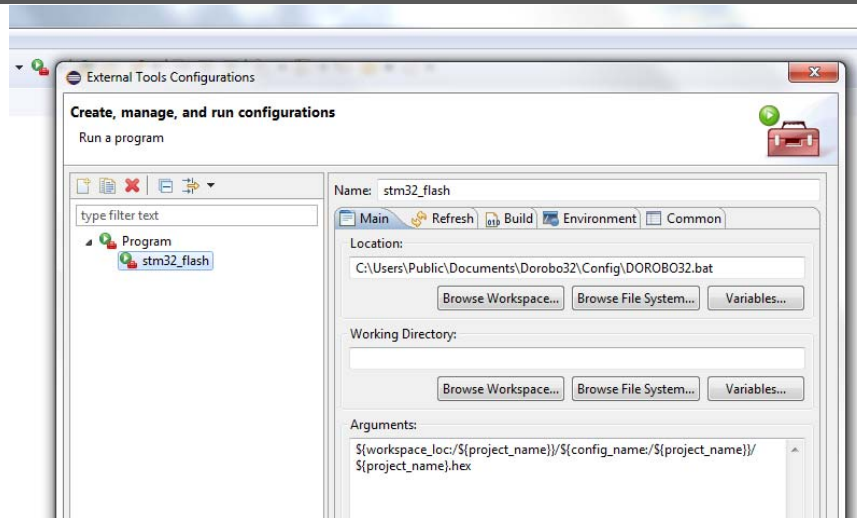 External Tools Configurations
Create, manage, and run configurations
Run a program
type filter text
Program
stm32_flash
Name: stm32_flash
Main Refresh Build Environment Common
Location:
C:\Users\Public\Documents\Dorobo32\Config\DOROBO32.bat
Browse Workspace... Browse File System... Variables...
Working Directory:
Browse Workspace... Browse File System... Variables...
Arguments:
${workspace_loc:/${project_name}}/${config_name:/${project_name}}/
${project_name}.hex